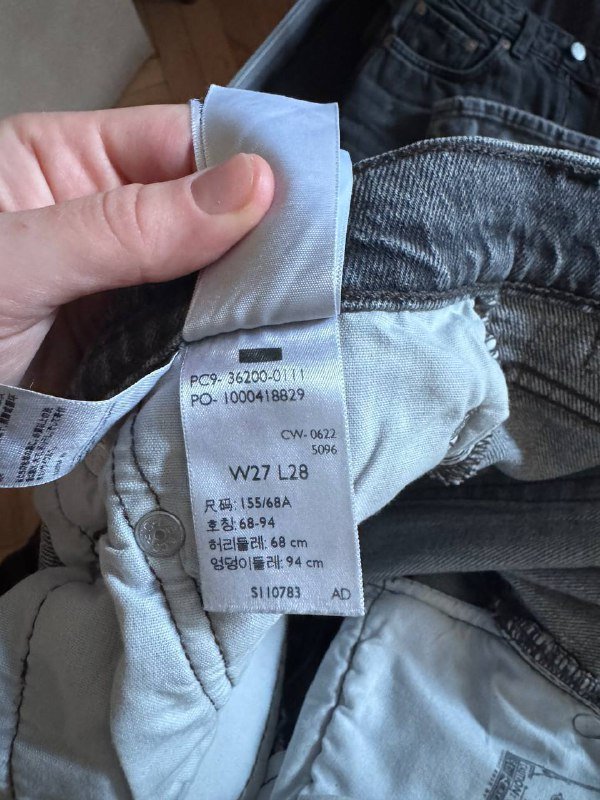 PC9- 36200-0111
PO- 1000418829
CW- 0622
5096
W27 L28
尺码: 155/68A
호칭: 68-94
허리둘레: 68 cm
엉덩이둘레: 94 cm
S110783 AD